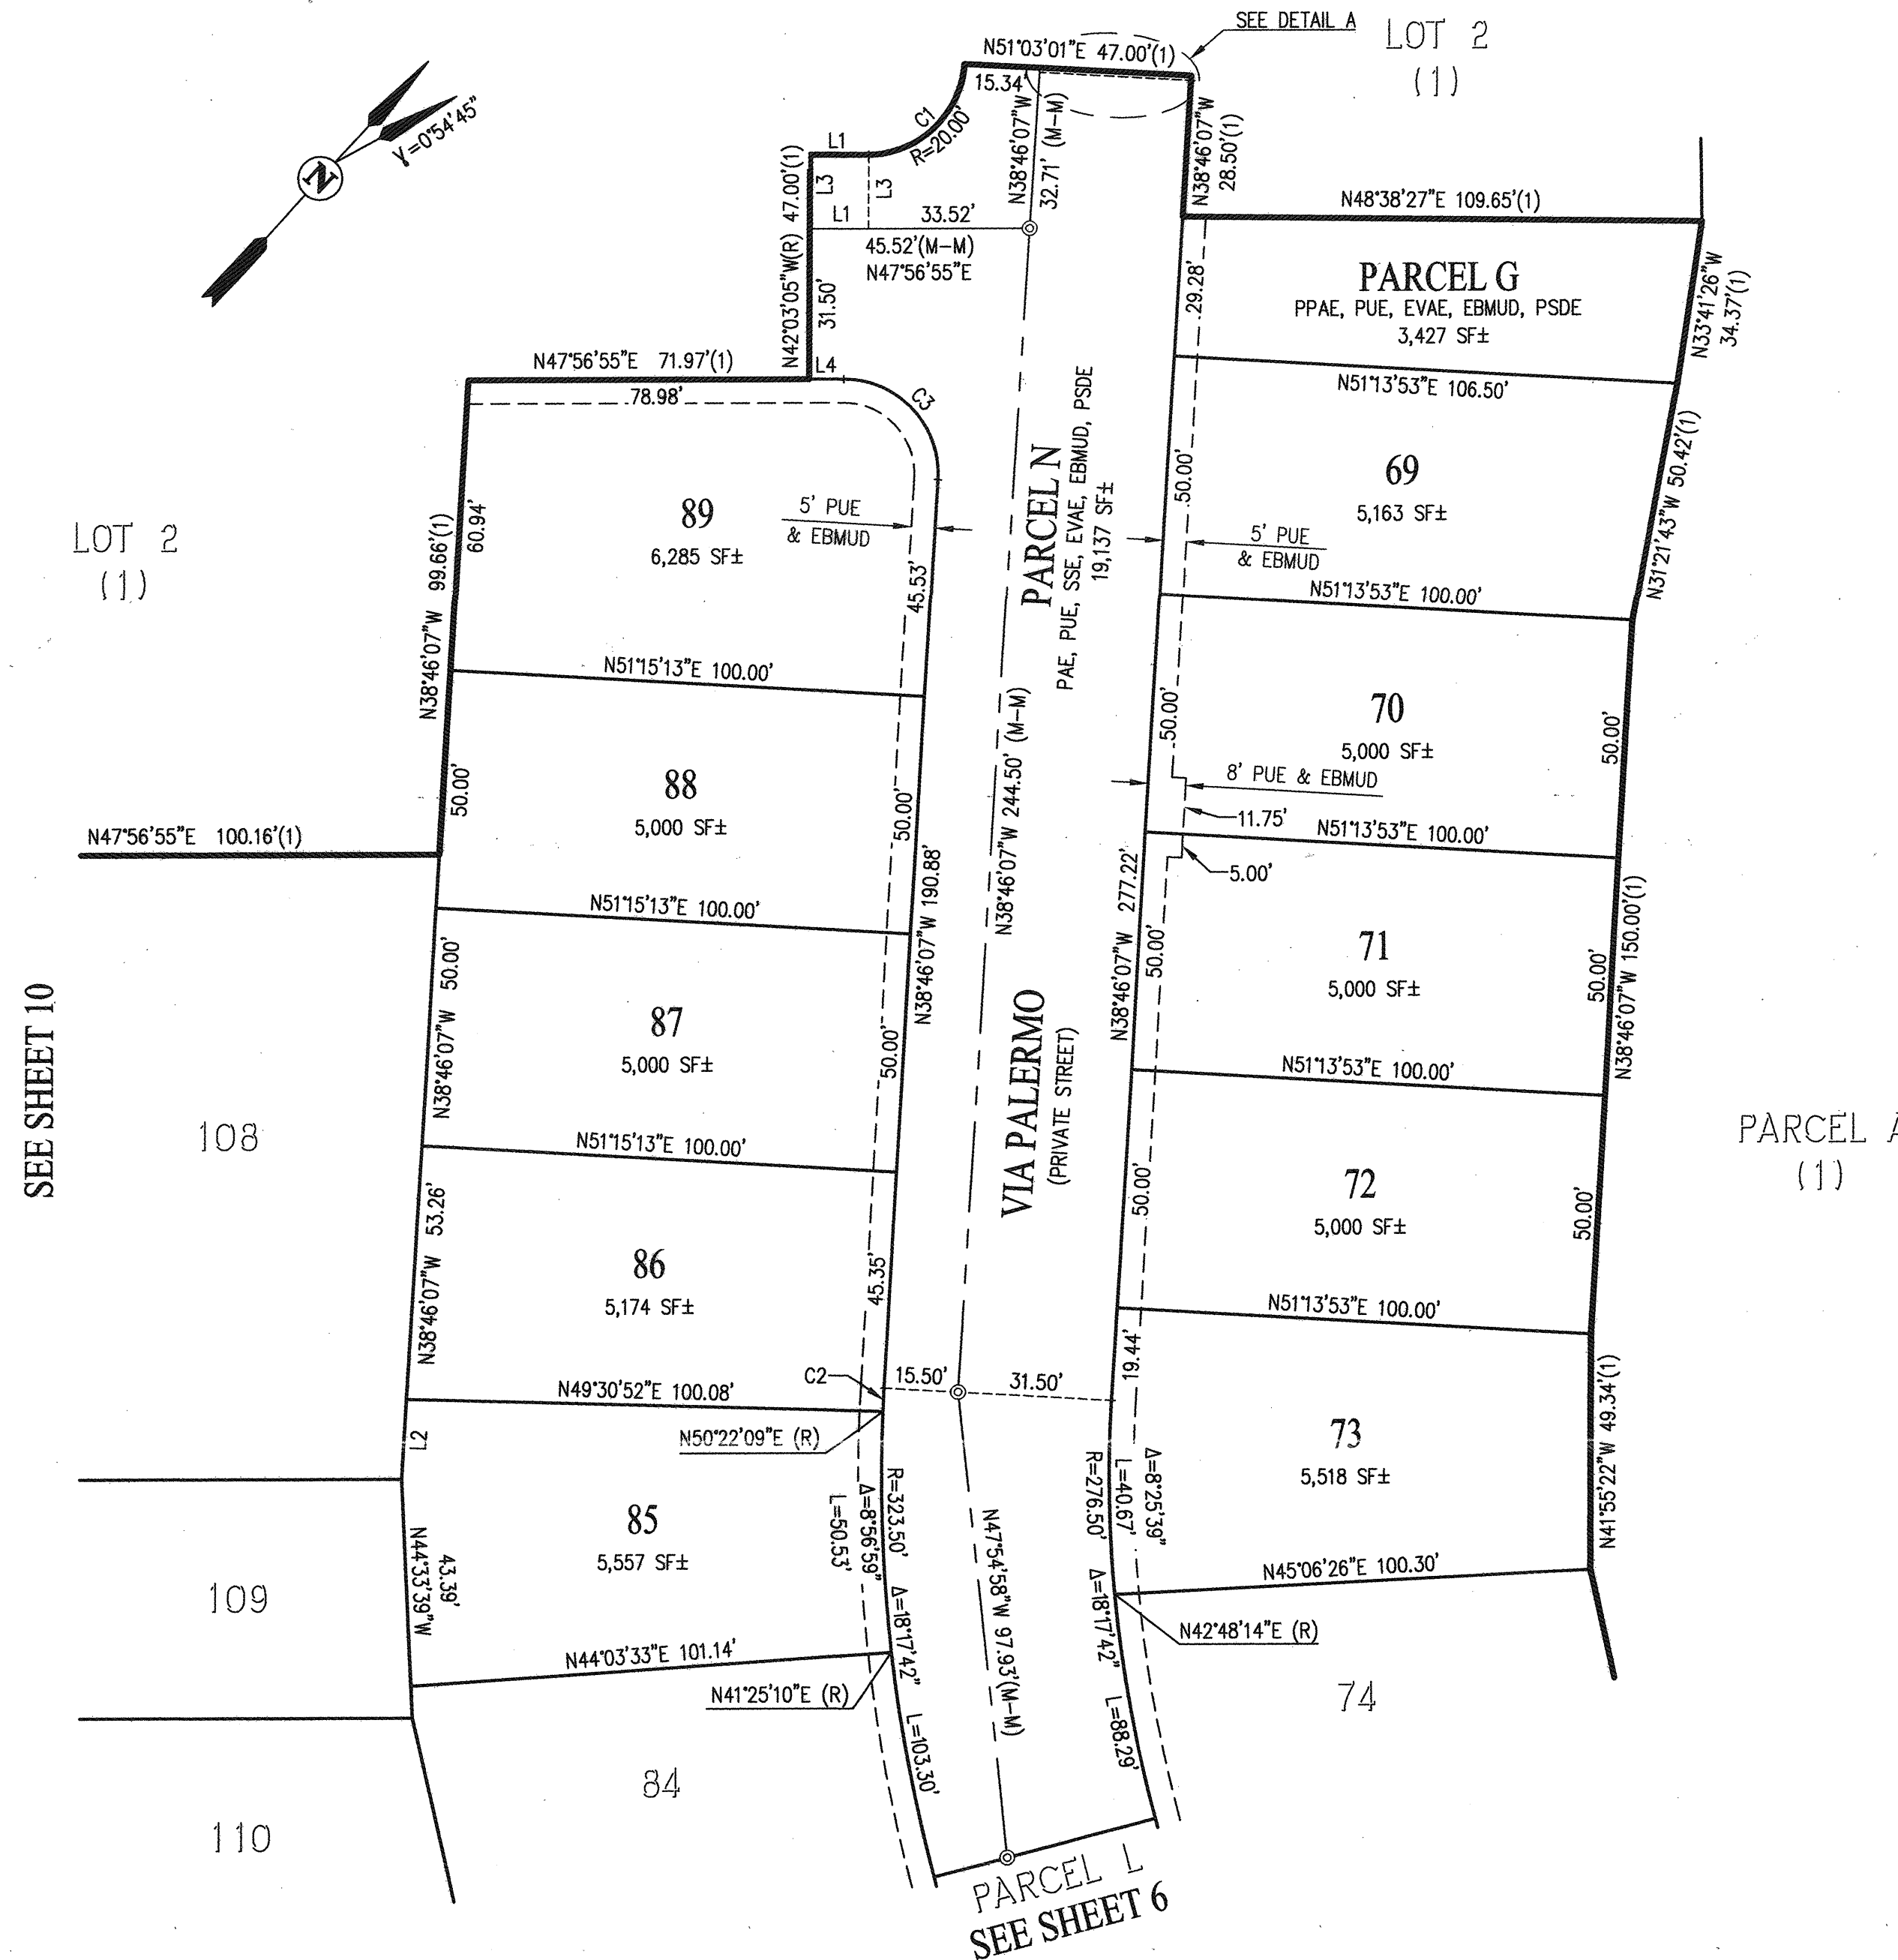 SEE DETAIL A
LOT 2
(1)
N51°03'01"E 47.00'(1)
15.34'
C1
R=20.00'
N38°46'07"W
32.71' (M-M)
N38°46'07"W
28.50'(1)
γ=0°54'45"
N
L1
L3
L3
L1
33.52'
45.52'(M-M)
N47°56'55"E
N42°03'05"W(R) 47.00'(1)
31.50'
N48°38'27"E 109.65'(1)
PARCEL G
PPAE, PUE, EVAE, EBMUD, PSDE
3,427 SF±
29.28'
N33°41'26"W
34.37'(1)
N47°56'55"E 71.97'(1)
L4
C3
78.98'
N51°13'53"E 106.50'
LOT 2
(1)
N38°46'07"W 99.66'(1)
60.94'
89
6,285 SF±
5' PUE
& EBMUD
45.53'
PARCEL N
PAE, PUE, SSE, EVAE, EBMUD, PSDE
19,137 SF±
50.00'
69
5,163 SF±
5' PUE
& EBMUD
N31°21'43"W 50.42'(1)
N51°13'53"E 100.00'
N51°15'13"E 100.00'
50.00'
88
5,000 SF±
50.00'
N38°46'07"W 190.88'
N38°46'07"W 244.50' (M-M)
50.00'
70
5,000 SF±
50.00'
8' PUE & EBMUD
11.75'
N51°13'53"E 100.00'
5.00'
N47°56'55"E 100.16'(1)
N51°15'13"E 100.00'
SEE SHEET 10
108
N38°46'07"W 50.00'
87
5,000 SF±
50.00'
VIA PALERMO
(PRIVATE STREET)
N38°46'07"W 277.22'
50.00'
71
5,000 SF±
50.00'
N38°46'07"W 150.00'(1)
N51°13'53"E 100.00'
PARCEL A
(1)
N51°15'13"E 100.00'
N38°46'07"W 53.26'
86
5,174 SF±
45.35'
50.00'
72
5,000 SF±
50.00'
N51°13'53"E 100.00'
C2
15.50'
31.50'
19.44'
N49°30'52"E 100.08'
N50°22'09"E (R)
L2
85
5,557 SF±
N44°33'39"W
43.39'
R=323.50'
Δ=8°56'59"
L=50.53'
Δ=18°17'42"
L=103.30'
N47°54'58"W 97.93'(M-M)
R=276.50'
L=40.67'
Δ=8°25'39"
Δ=18°17'42"
L=88.29'
73
5,518 SF±
N41°55'22"W 49.34'(1)
N45°06'26"E 100.30'
N42°48'14"E (R)
109
N44°03'33"E 101.14'
N41°25'10"E (R)
74
84
110
PARCEL L
SEE SHEET 6